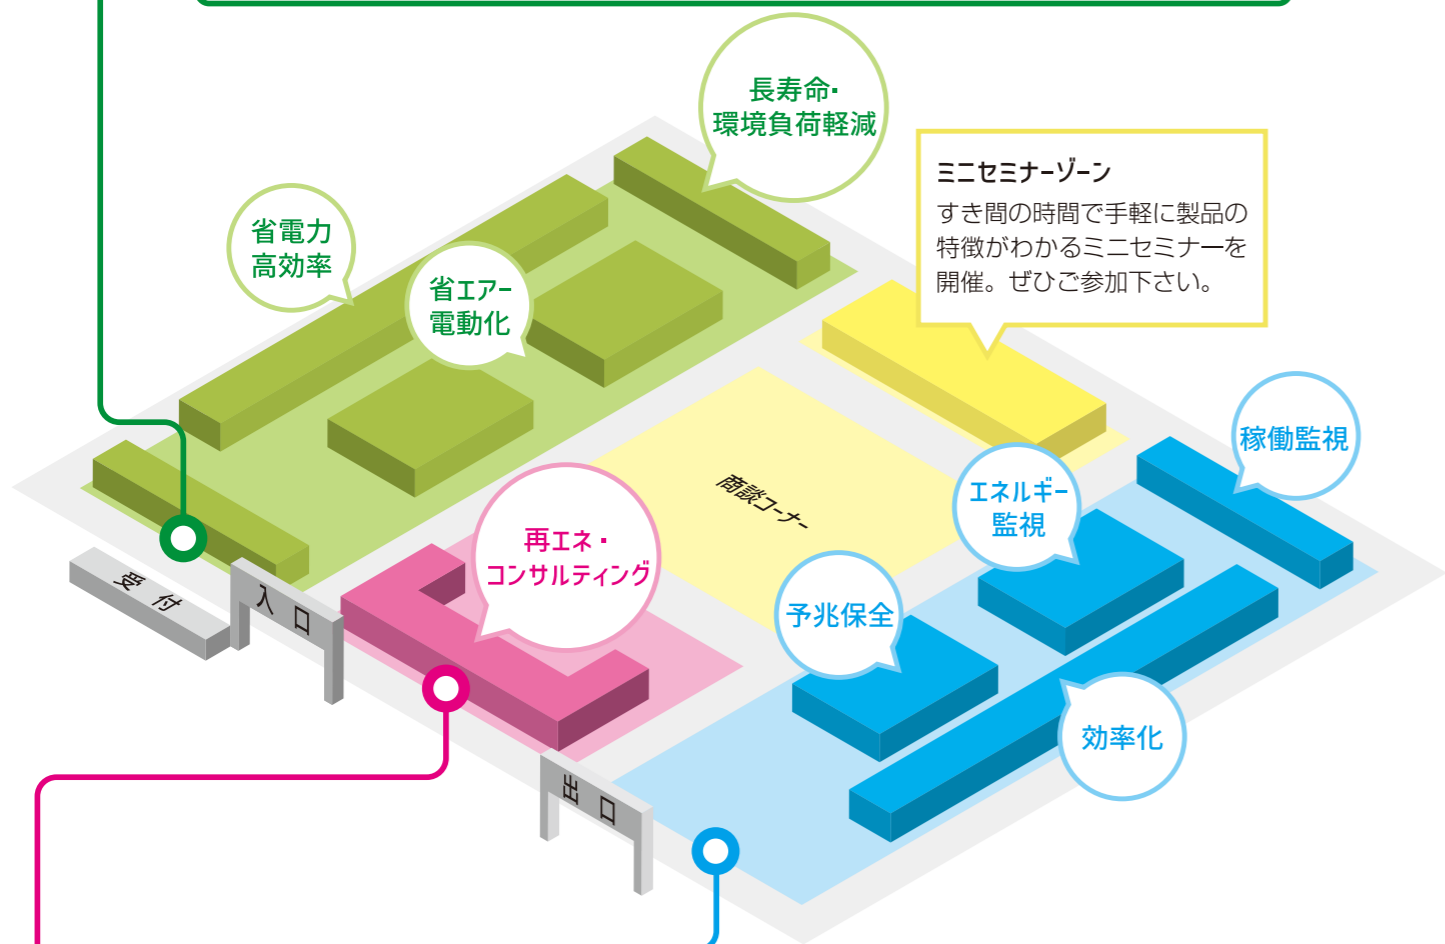 長寿命・
環境負荷軽減
ミニセミナーゾーン
すき間の時間で手軽に製品の
特徴がわかるミニセミナーを
開催。ぜひご参加下さい。
省電力
高効率
省エアー
電動化
稼働監視
エネルギー
監視
商談コーナー
再エネ・
コンサルティング
予兆保全
受付
入口
効率化
出口